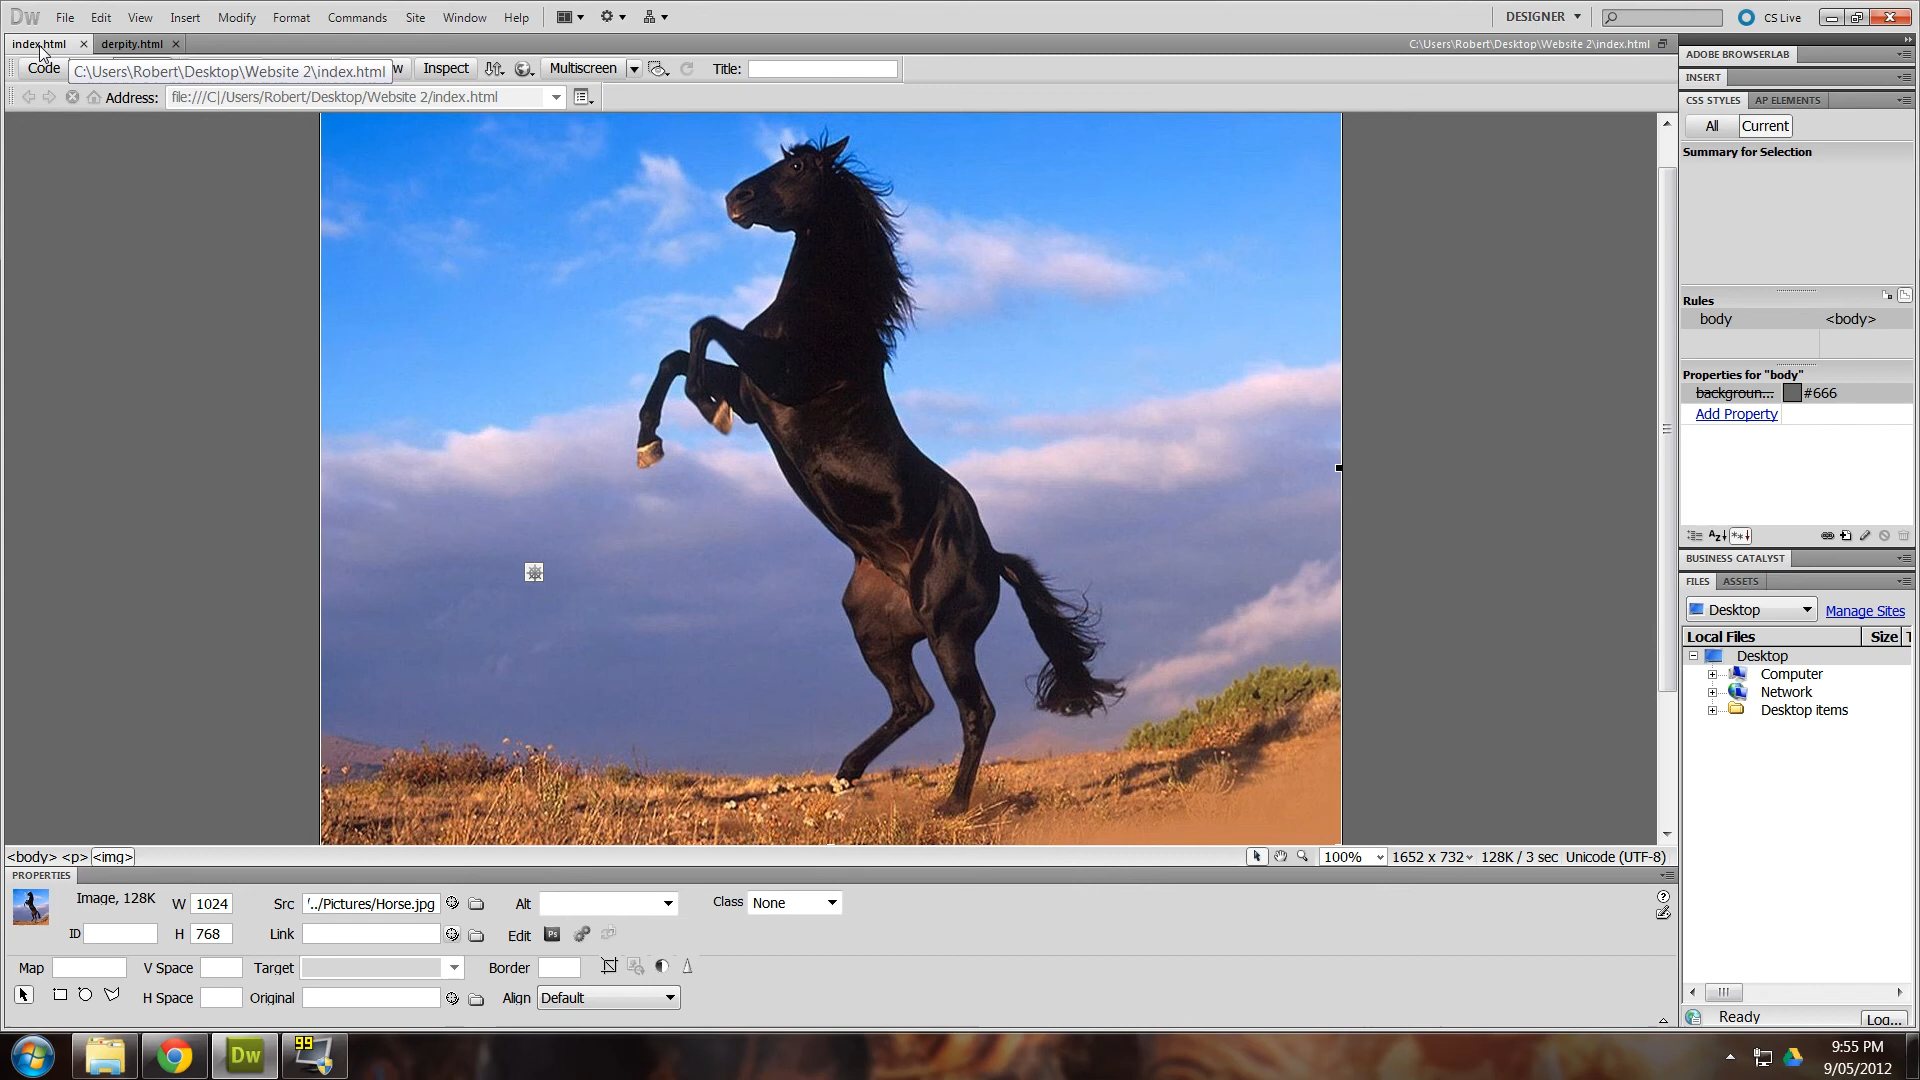 Dw File Edit View Insert Modify Format Commands Site Window Help DESIGNER CS Live
index.html × derpity.html × C:\Users\Robert\Desktop\Website 2\index.html
Code C:\Users\Robert\Desktop\Website 2\index.html w Inspect Multiscreen Title:
Address: file:///C|/Users/Robert/Desktop/Website 2/index.html
ADOBE BROWSERLAB
INSERT
CSS STYLES AP ELEMENTS
All Current
Summary for Selection
Rules
body <body>
Properties for "body"
backgroun... #666
Add Property
BUSINESS CATALYST
FILES ASSETS
Desktop Manage Sites
Local Files Size T
Desktop
Computer
Network
Desktop items
<body> <p> <img> 100% 1652 x 732 128K / 3 sec Unicode (UTF-8)
PROPERTIES
Image, 128K W 1024 Src '../Pictures/Horse.jpg Alt Class None
ID H 768 Link Edit Ps
Map V Space Target Border
H Space Original Align Default
Ready Log...
Dw 99
9:55 PM
9/05/2012